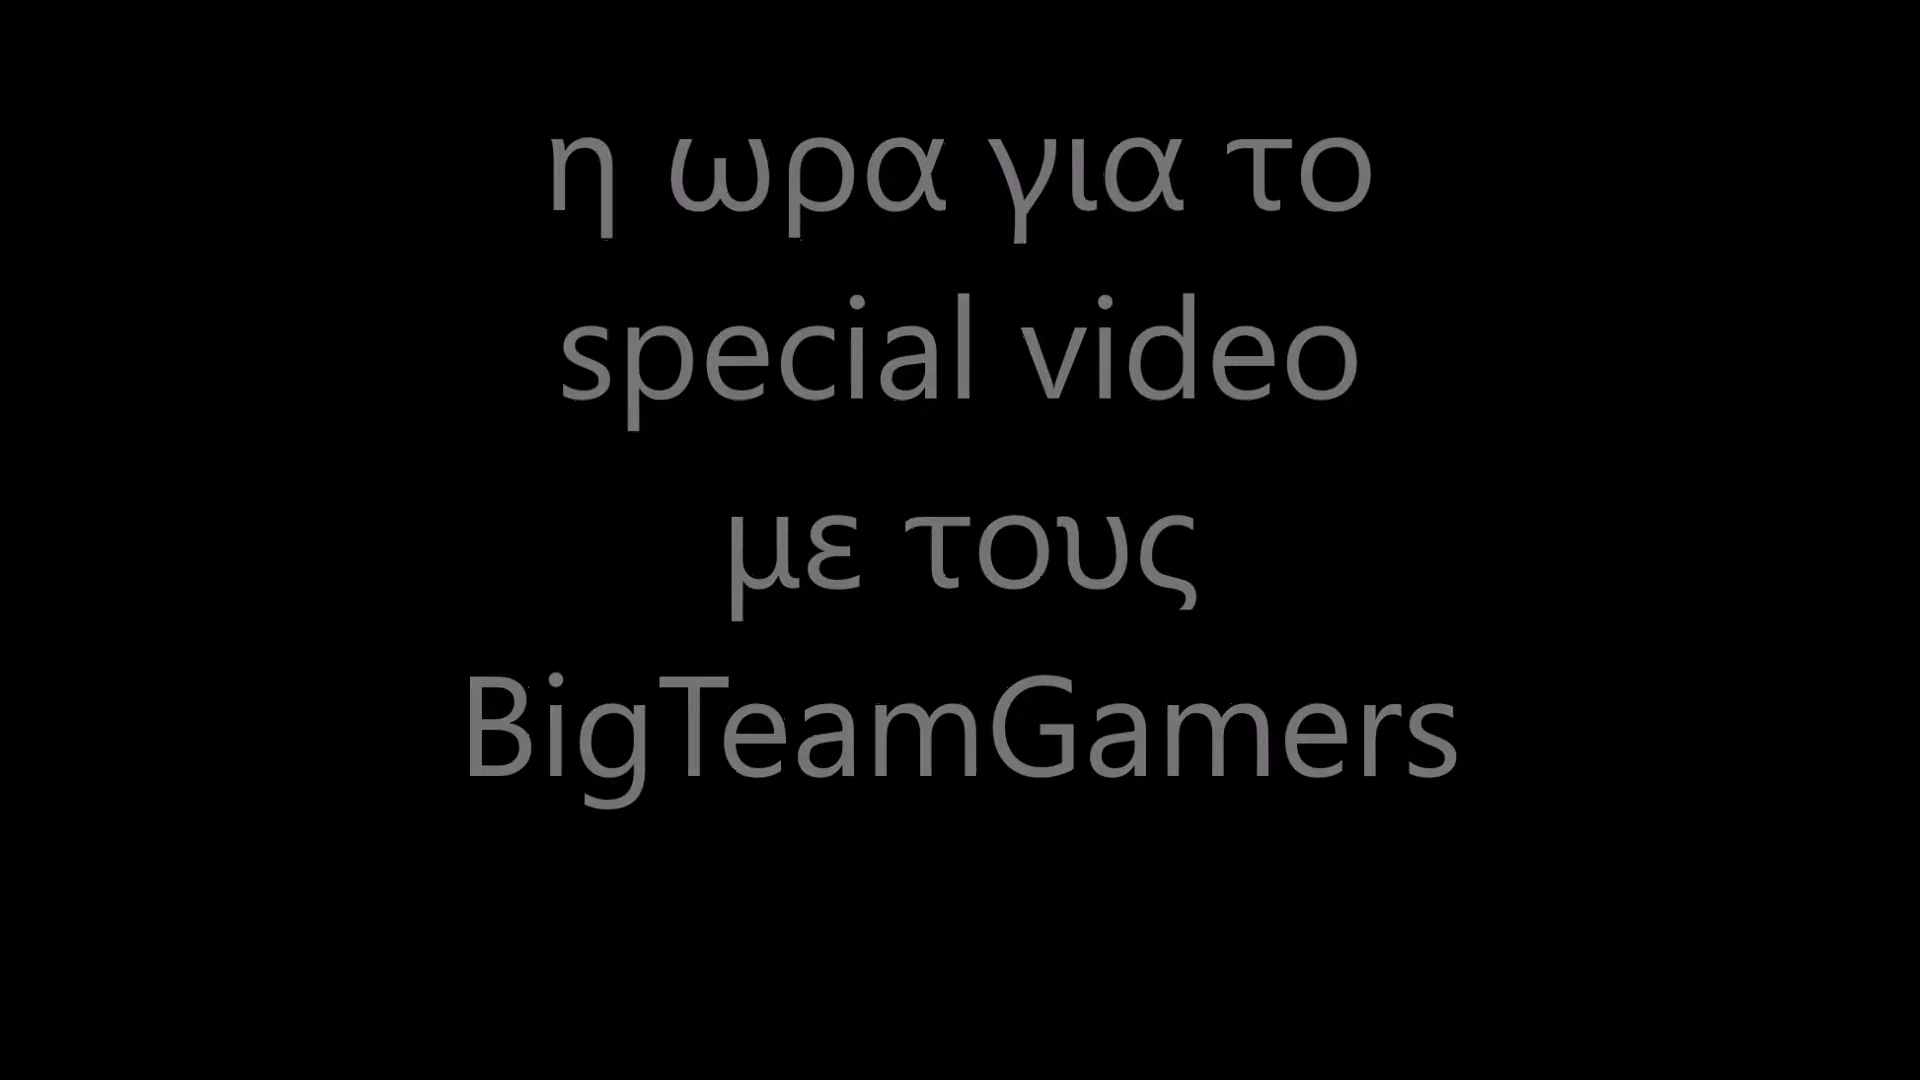 η ωρα για το
special video
με τους
BigTeamGamers